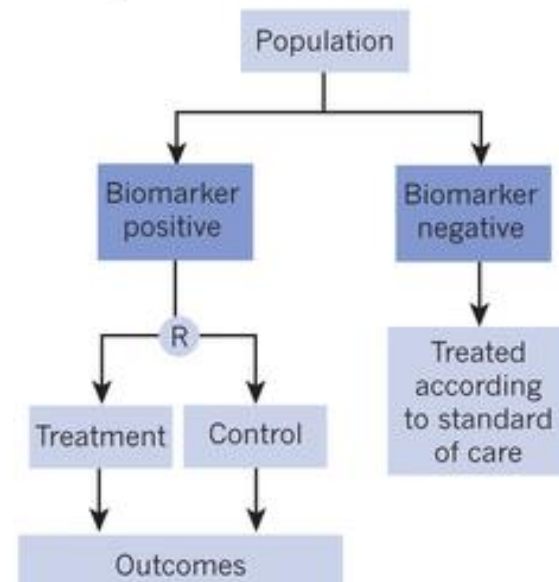 Population
Biomarker
positive
Biomarker
negative
R
Treatment
Control
Treated
according
to standard
of care
Outcomes